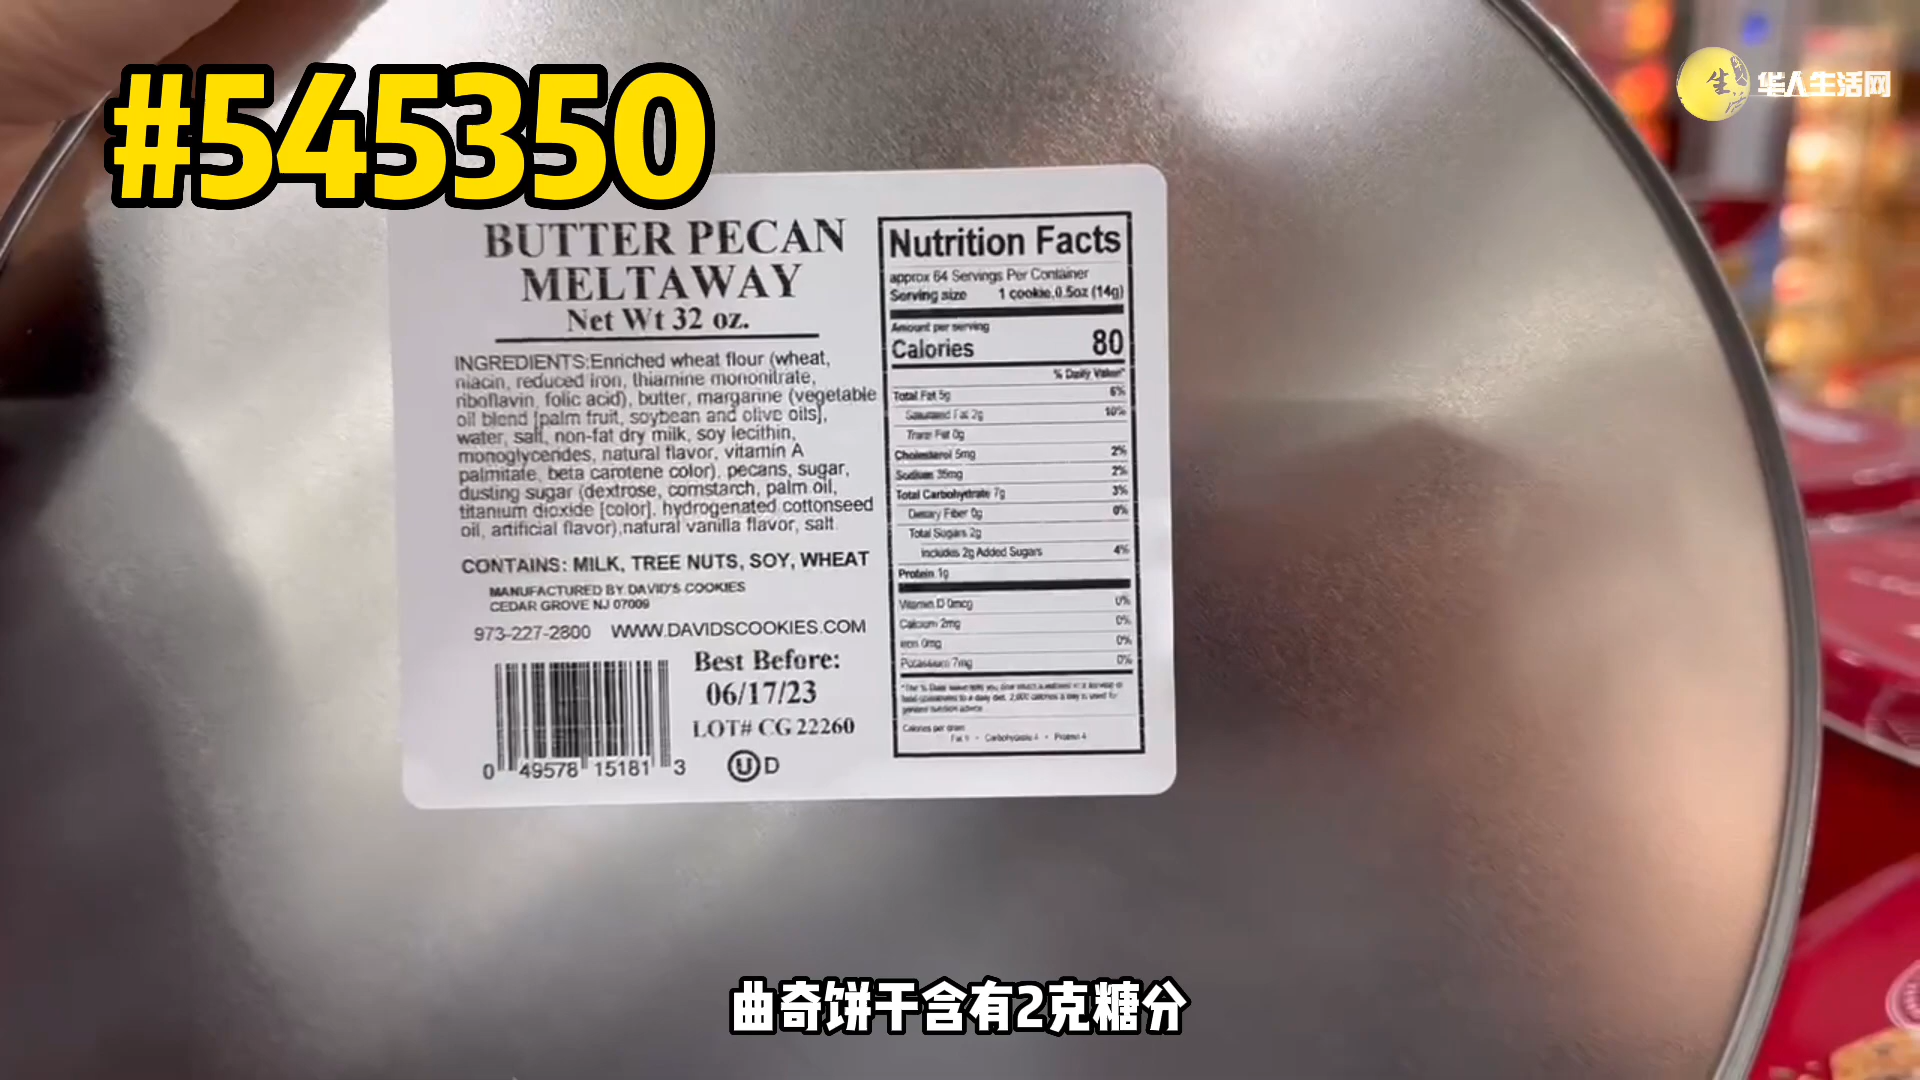 #545350
华人生活网
BUTTER PECAN
MELTAWAY
Net Wt 32 oz.
INGREDIENTS:Enriched wheat flour (wheat,
niacin, reduced iron, thiamine mononitrate,
riboflavin, folic acid), butter, margarine (vegetable
oil blend [palm fruit, soybean and olive oils],
water, salt, non-fat dry milk, soy lecithin,
monoglycerides, natural flavor, vitamin A
palmitate, beta carotene color), pecans, sugar,
dusting sugar (dextrose, cornstarch, palm oil,
titanium dioxide [color], hydrogenated cottonseed
oil, artificial flavor),natural vanilla flavor, salt.
CONTAINS: MILK, TREE NUTS, SOY, WHEAT
MANUFACTURED BY DAVID'S COOKIES
CEDAR GROVE NJ 07009
973-227-2800 WWW.DAVIDSCOOKIES.COM
Best Before:
06/17/23
LOT# CG 22260
0 49578 15181 3
U D
Nutrition Facts
approx 64 Servings Per Container
Serving size 1 cookie,0.5oz (14g)
Amount per serving
Calories 80
% Daily Value*
Total Fat 5g 6%
Saturated Fat 2g 10%
Trans Fat 0g
Cholesterol 5mg 2%
Sodium 35mg 2%
Total Carbohydrate 7g 3%
Dietary Fiber 0g 0%
Total Sugars 2g
Includes 2g Added Sugars 4%
Protein 1g
Vitamin D 0mcg 0%
Calcium 2mg 0%
Iron 0mg 0%
Potassium 7mg 0%
Calories per gram
Fat 9 • Carbohydrate 4 • Protein 4
曲奇饼干含有2克糖分